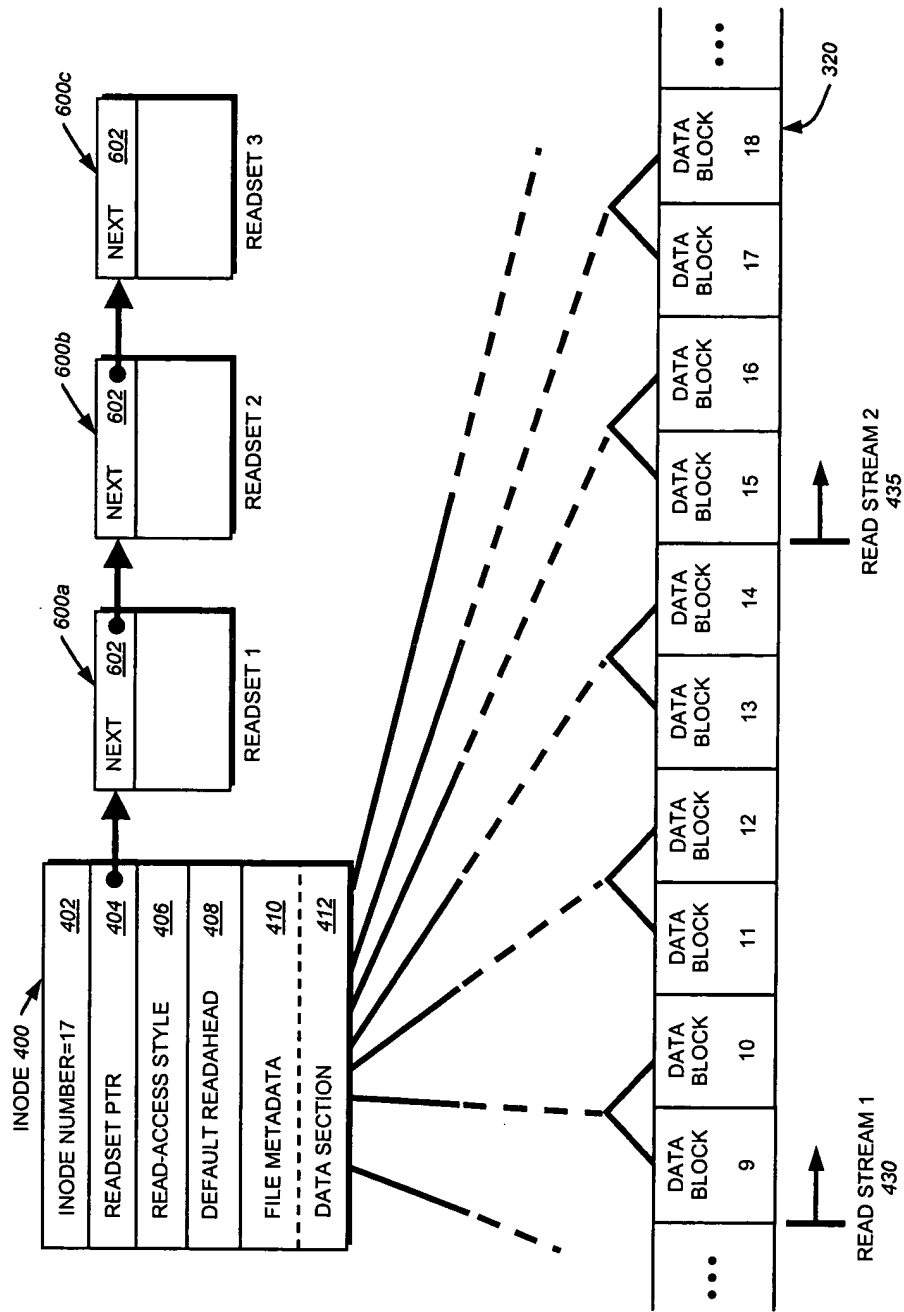 INODE 400
INODE NUMBER=17 402
READSET PTR 404
READ-ACCESS STYLE 406
DEFAULT READAHEAD 408
FILE METADATA 410
DATA SECTION 412
600a
NEXT 602
READSET 1
600b
NEXT 602
READSET 2
600c
NEXT 602
READSET 3
•••
DATA
BLOCK
9
DATA
BLOCK
10
DATA
BLOCK
11
DATA
BLOCK
12
DATA
BLOCK
13
DATA
BLOCK
14
DATA
BLOCK
15
DATA
BLOCK
16
DATA
BLOCK
17
DATA
BLOCK
18
•••
320
READ STREAM 1
430
READ STREAM 2
435